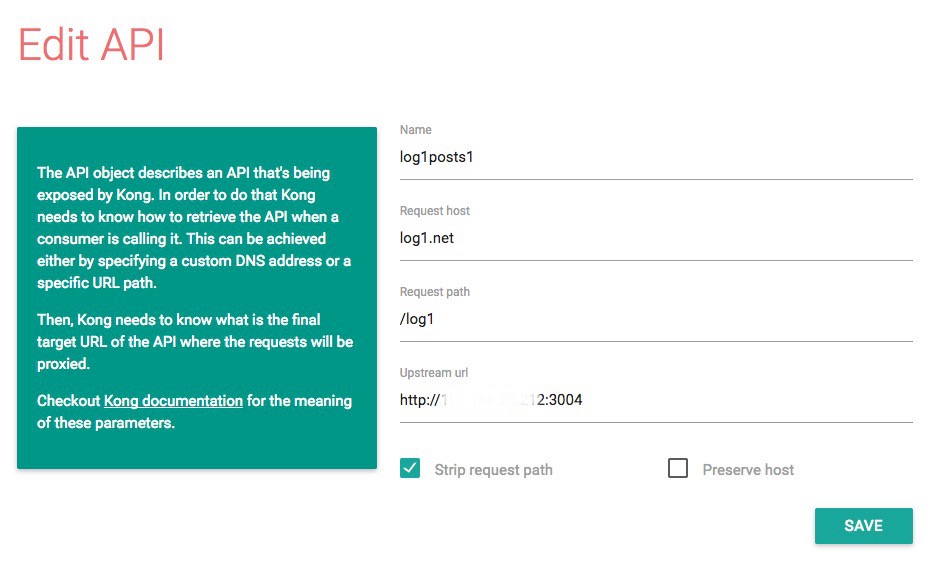 Edit API
The API object describes an API that's being
exposed by Kong. In order to do that Kong
needs to know how to retrieve the API when a
consumer is calling it. This can be achieved
either by specifying a custom DNS address or a
specific URL path.
Then, Kong needs to know what is the final
target URL of the API where the requests will be
proxied.
Checkout Kong documentation for the meaning
of these parameters.
Name
log1posts1
Request host
log1.net
Request path
/log1
Upstream url
http://1 12:3004
Strip request path
Preserve host
SAVE